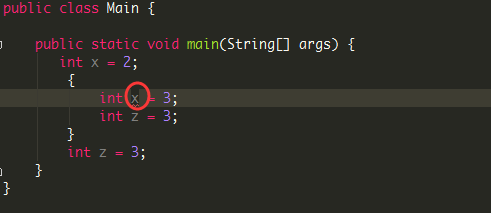 public class Main {
public static void main(String[] args) {
int x = 2;
{
int x = 3;
int z = 3;
}
int z = 3;
}
}